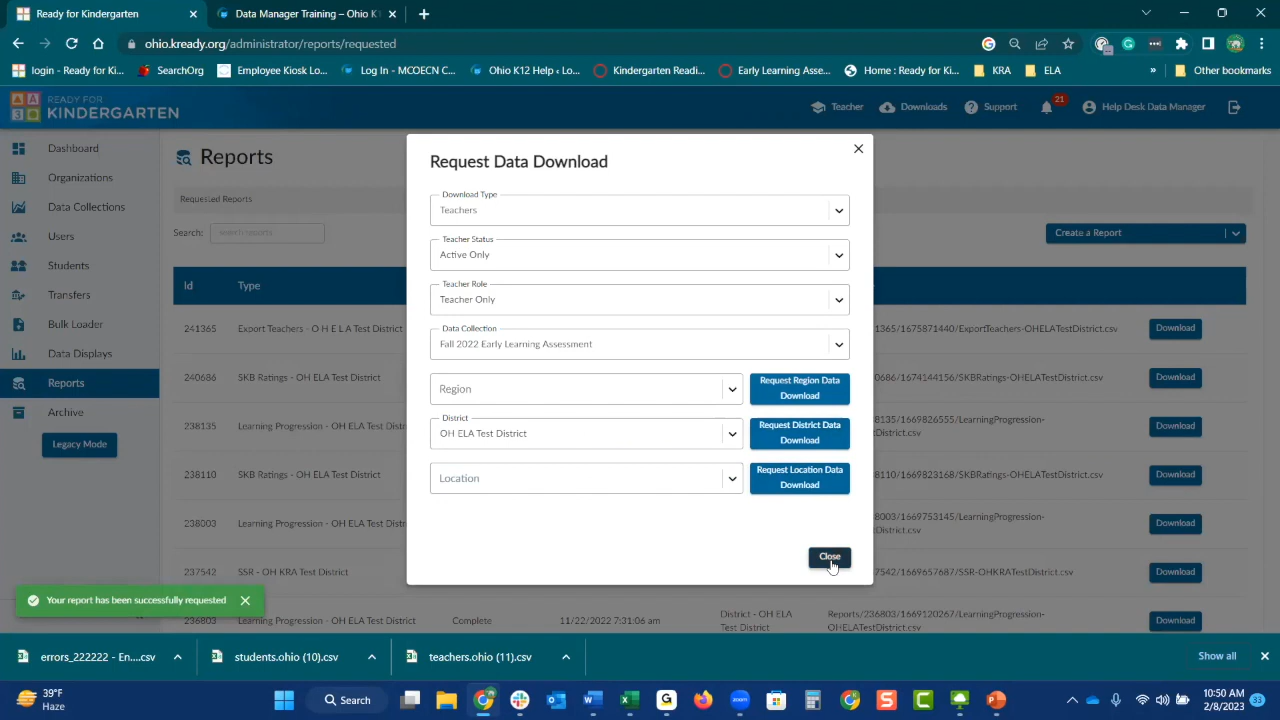 Ready for Kindergarten
Data Manager Training – Ohio K
ohio.kready.org/administrator/reports/requested
login - Ready for Ki...
SearchOrg
Employee Kiosk Lo...
Log In - MCOECN C...
Ohio K12 Help ‹ Lo...
Kindergarten Readi...
Early Learning Asse...
Home : Ready for Ki...
KRA
ELA
»
Other bookmarks
READY FOR
KINDERGARTEN
Teacher
Downloads
Support
21
Help Desk Data Manager
Dashboard
Organizations
Data Collections
Users
Students
Transfers
Bulk Loader
Data Displays
Reports
Archive
Legacy Mode
Reports
Requested Reports
Search:
search reports
Create a Report
Id
Type
241365
Export Teachers - O H E L A Test District
1365/1675871440/ExportTeachers-OHELATestDistrict.csv
Download
240686
SKB Ratings - OH ELA Test District
0686/1674144156/SKBRatings-OHELATestDistrict.csv
Download
238135
Learning Progression - OH ELA Test Distri
8135/1669826555/LearningProgression-
ict.csv
Download
238110
SKB Ratings - OH ELA Test District
8110/1669823168/SKBRatings-OHELATestDistrict.csv
Download
238003
Learning Progression - OH ELA Test Distri
8003/1669753145/LearningProgression-
ict.csv
Download
237542
SSR - OH KRA Test District
7542/1669657687/SSR-OHKRATestDistrict.csv
Download
236803
Learning Progression - OH ELA Test District
Complete
11/22/2022 7:31:06 am
District - OH ELA
Test District
Reports/236803/1669120267/LearningProgression-
OHELATestDistrict.csv
Download
Request Data Download
Download Type
Teachers
Teacher Status
Active Only
Teacher Role
Teacher Only
Data Collection
Fall 2022 Early Learning Assessment
Region
Request Region Data
Download
District
OH ELA Test District
Request District Data
Download
Location
Request Location Data
Download
Close
Your report has been successfully requested
errors_222222 - En....csv
students.ohio (10).csv
teachers.ohio (11).csv
Show all
39°F
Haze
Search
10:50 AM
2/8/2023
33